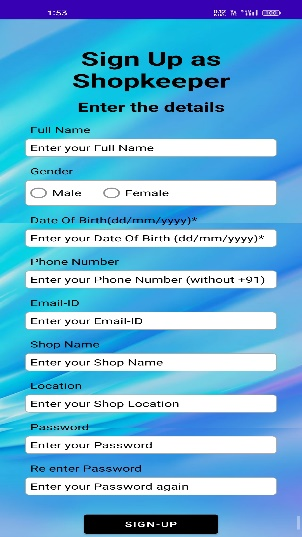 1:53
Sign Up as
Shopkeeper
Enter the details
Full Name
Enter your Full Name
Gender
Male Female
Date Of Birth(dd/mm/yyyy)*
Enter your Date Of Birth (dd/mm/yyyy)*
Phone Number
Enter your Phone Number (without +91)
Email-ID
Enter your Email-ID
Shop Name
Enter your Shop Name
Location
Enter your Shop Location
Password
Enter your Password
Re enter Password
Enter your Password again
SIGN-UP